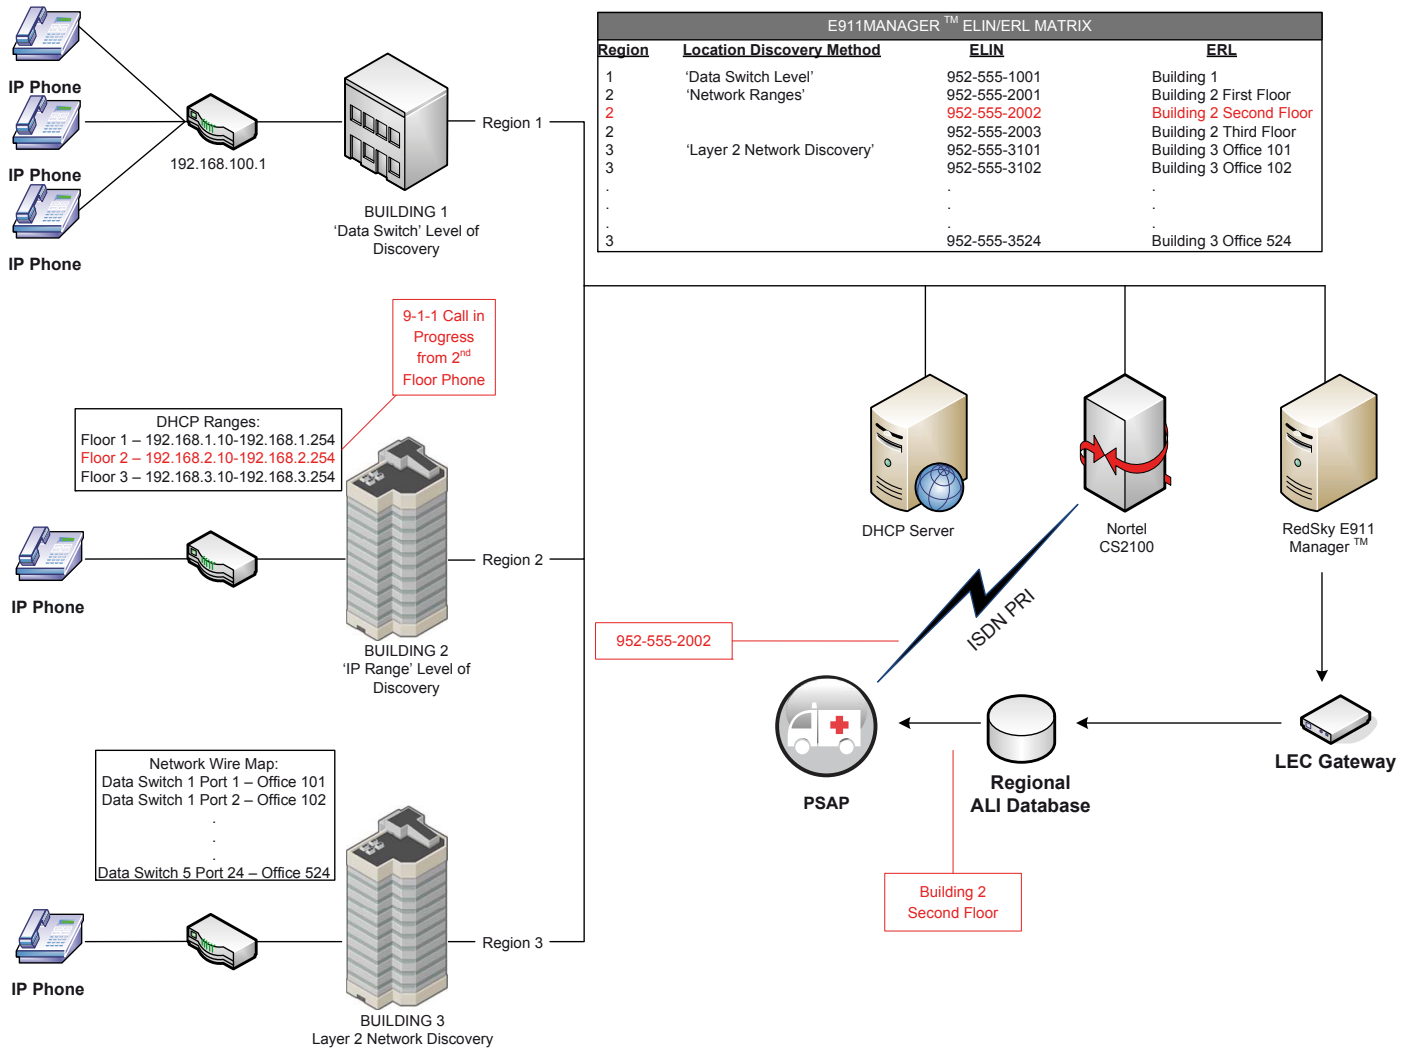 E911MANAGER TM ELIN/ERL MATRIX
Region Location Discovery Method ELIN ERL
1 'Data Switch Level' 952-555-1001 Building 1
2 'Network Ranges' 952-555-2001 Building 2 First Floor
2 952-555-2002 Building 2 Second Floor
2 952-555-2003 Building 2 Third Floor
3 'Layer 2 Network Discovery' 952-555-3101 Building 3 Office 101
3 952-555-3102 Building 3 Office 102
. . .
. . .
. . .
3 952-555-3524 Building 3 Office 524
IP Phone
IP Phone
IP Phone
192.168.100.1
Region 1
BUILDING 1
‘Data Switch’ Level of
Discovery
9-1-1 Call in
Progress
from 2nd
Floor Phone
DHCP Ranges:
Floor 1 – 192.168.1.10-192.168.1.254
Floor 2 – 192.168.2.10-192.168.2.254
Floor 3 – 192.168.3.10-192.168.3.254
IP Phone
Region 2
BUILDING 2
‘IP Range’ Level of
Discovery
DHCP Server
Nortel
CS2100
RedSky E911
Manager TM
ISDN PRI
952-555-2002
PSAP
Regional
ALI Database
LEC Gateway
Building 2
Second Floor
Network Wire Map:
Data Switch 1 Port 1 – Office 101
Data Switch 1 Port 2 – Office 102
.
.
.
Data Switch 5 Port 24 – Office 524
IP Phone
Region 3
BUILDING 3
Layer 2 Network Discovery